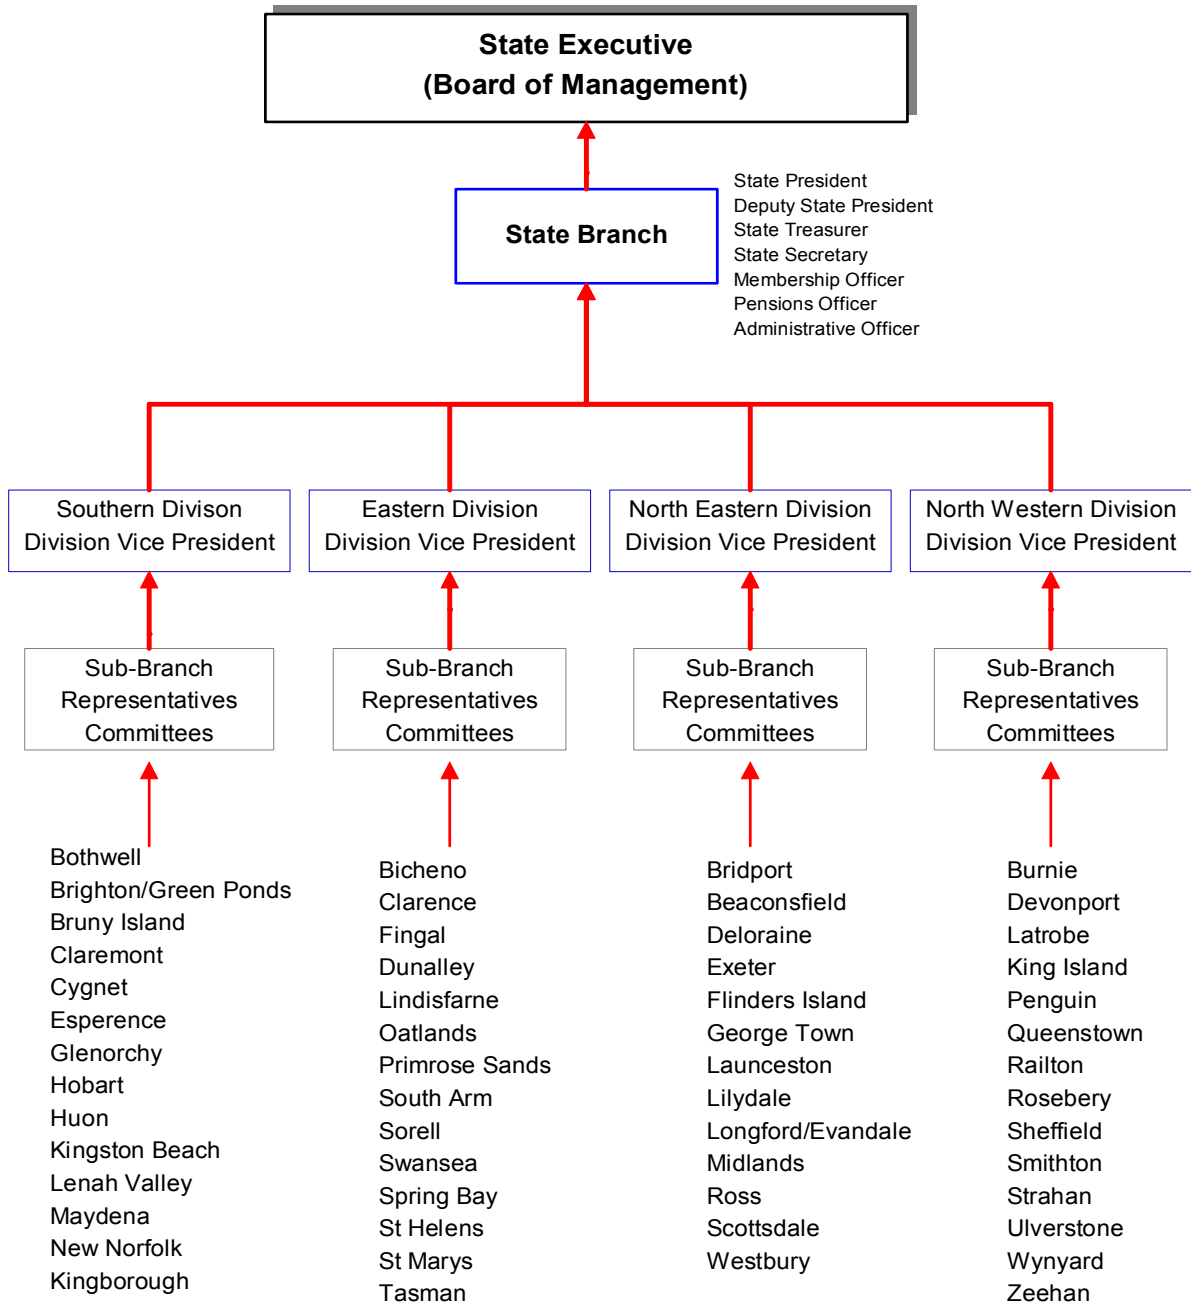 State Executive
(Board of Management)
State Branch
State President
Deputy State President
State Treasurer
State Secretary
Membership Officer
Pensions Officer
Administrative Officer
Southern Divison
Division Vice President
Eastern Division
Division Vice President
North Eastern Division
Division Vice President
North Western Division
Division Vice President
Sub-Branch
Representatives
Committees
Sub-Branch
Representatives
Committees
Sub-Branch
Representatives
Committees
Sub-Branch
Representatives
Committees
Bothwell
Brighton/Green Ponds
Bruny Island
Claremont
Cygnet
Esperence
Glenorchy
Hobart
Huon
Kingston Beach
Lenah Valley
Maydena
New Norfolk
Kingborough
Bicheno
Clarence
Fingal
Dunalley
Lindisfarne
Oatlands
Primrose Sands
South Arm
Sorell
Swansea
Spring Bay
St Helens
St Marys
Tasman
Bridport
Beaconsfield
Deloraine
Exeter
Flinders Island
George Town
Launceston
Lilydale
Longford/Evandale
Midlands
Ross
Scottsdale
Westbury
Burnie
Devonport
Latrobe
King Island
Penguin
Queenstown
Railton
Rosebery
Sheffield
Smithton
Strahan
Ulverstone
Wynyard
Zeehan